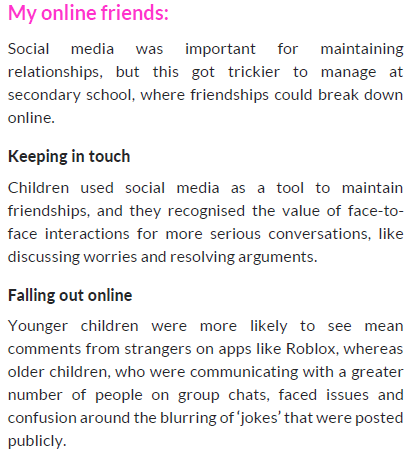 My online friends:
Social media was important for maintaining
relationships, but this got trickier to manage at
secondary school, where friendships could break down
online.
Keeping in touch
Children used social media as a tool to maintain
friendships, and they recognised the value of face-to-
face interactions for more serious conversations, like
discussing worries and resolving arguments.
Falling out online
Younger children were more likely to see mean
comments from strangers on apps like Roblox, whereas
older children, who were communicating with a greater
number of people on group chats, faced issues and
confusion around the blurring of ‘jokes’ that were posted
publicly.